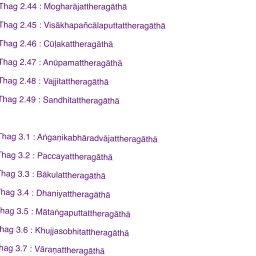 Thag 2.44 : Mogharājattheragāthā
Thag 2.45 : Visākhapañcālaputtattheragāthā
Thag 2.46 : Cūḷakattheragāthā
Thag 2.47 : Anūpamattheragāthā
Thag 2.48 : Vajjitattheragāthā
Thag 2.49 : Sandhitattheragāthā
Thag 3.1 : Aṅgaṇikabhāradvājattheragāthā
Thag 3.2 : Paccayattheragāthā
Thag 3.3 : Bākulattheragāthā
Thag 3.4 : Dhaniyattheragāthā
Thag 3.5 : Mātaṅgaputtattheragāthā
Thag 3.6 : Khujjasobhitattheragāthā
Thag 3.7 : Vāraṇattheragāthā